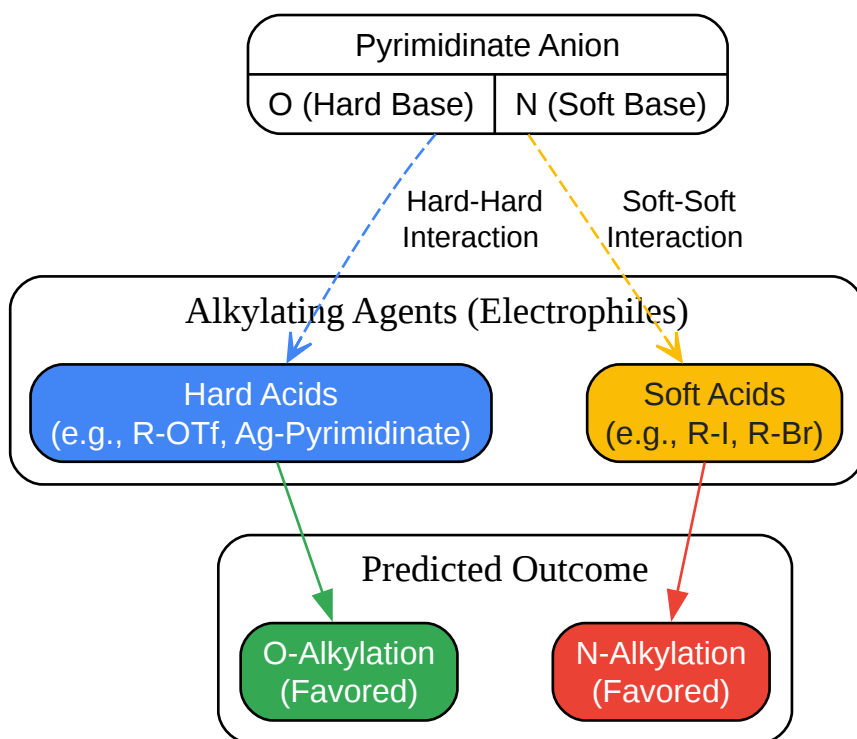 Pyrimidinate Anion
O (Hard Base)
N (Soft Base)
Hard-Hard
Interaction
Soft-Soft
Interaction
Alkylating Agents (Electrophiles)
Hard Acids
(e.g., R-OTf, Ag-Pyrimidinate)
Soft Acids
(e.g., R-I, R-Br)
Predicted Outcome
O-Alkylation
(Favored)
N-Alkylation
(Favored)